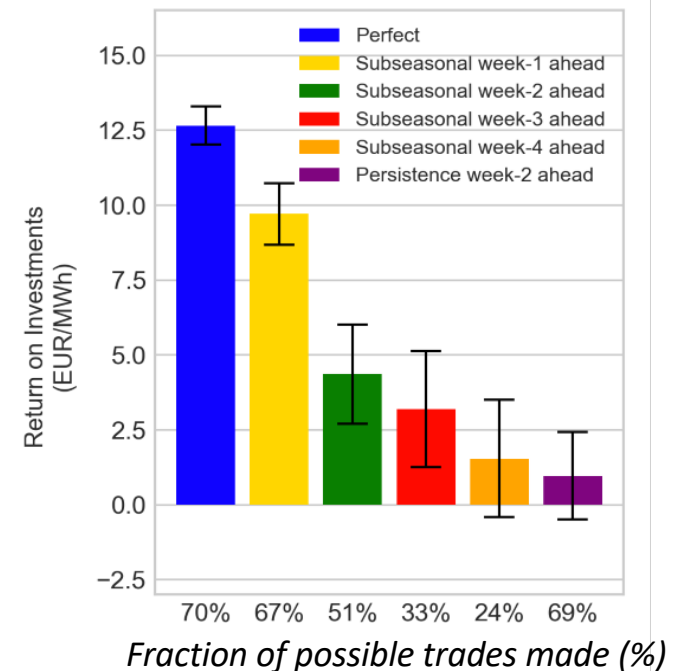 Perfect
Subseasonal week-1 ahead
Subseasonal week-2 ahead
Subseasonal week-3 ahead
Subseasonal week-4 ahead
Persistence week-2 ahead
Return on Investments
(EUR/MWh)
15.0
12.5
10.0
7.5
5.0
2.5
0.0
−2.5
70% 67% 51% 33% 24% 69%
Fraction of possible trades made (%)